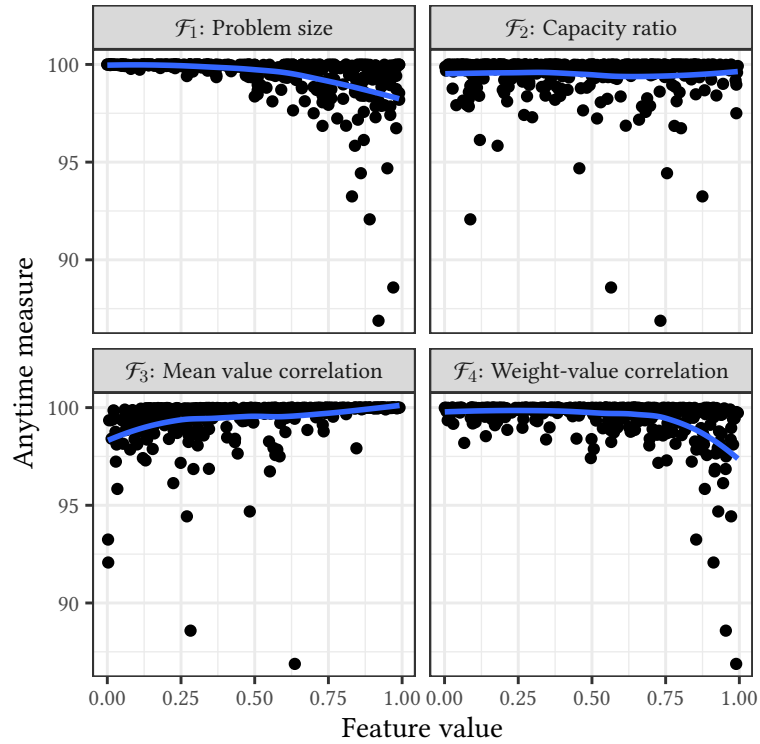 ℱ₁: Problem size
ℱ₂: Capacity ratio
100
95
90
ℱ₃: Mean value correlation
ℱ₄: Weight-value correlation
100
95
90
0.00 0.25 0.50 0.75 1.00
0.00 0.25 0.50 0.75 1.00
Feature value
Anytime measure